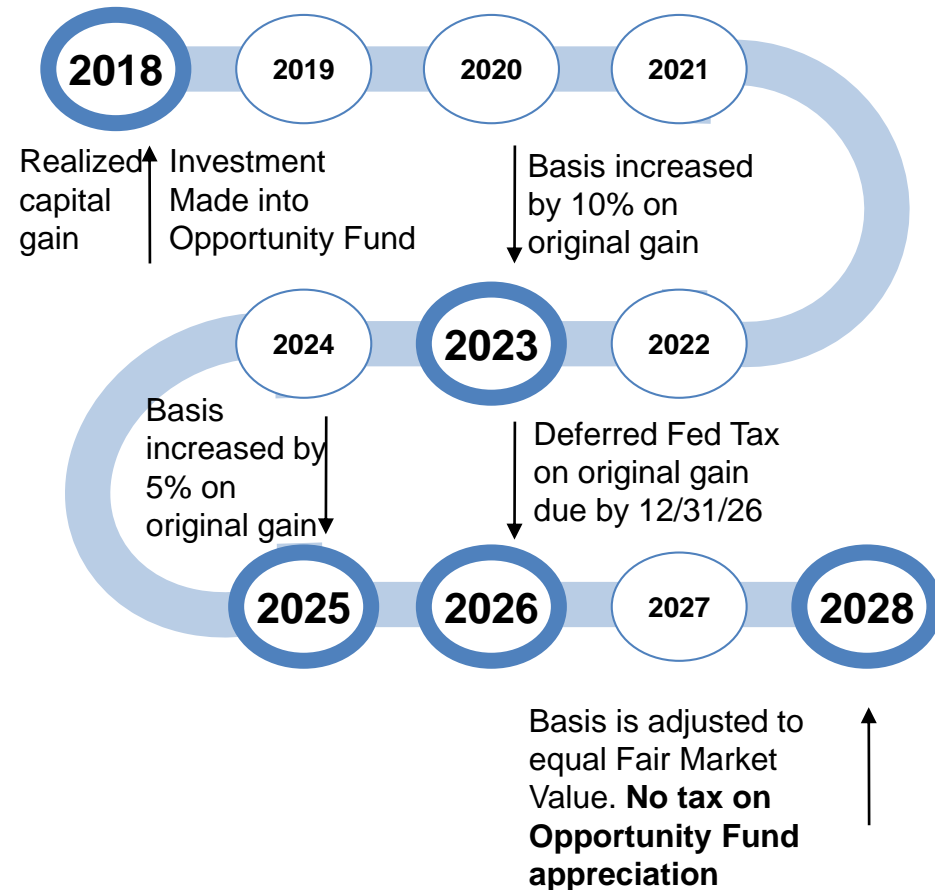 2018
2019
2020
2021
Realized
capital
gain
Investment
Made into
Opportunity Fund
Basis increased
by 10% on
original gain
2024
2023
2022
Basis
increased by
5% on
original gain
Deferred Fed Tax
on original gain
due by 12/31/26
2025
2026
2027
2028
Basis is adjusted to
equal Fair Market
Value. No tax on
Opportunity Fund
appreciation